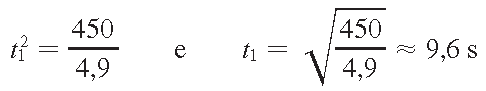 t₁² = 450/4,9 e t₁ = √(450/4,9) ≈ 9,6 s